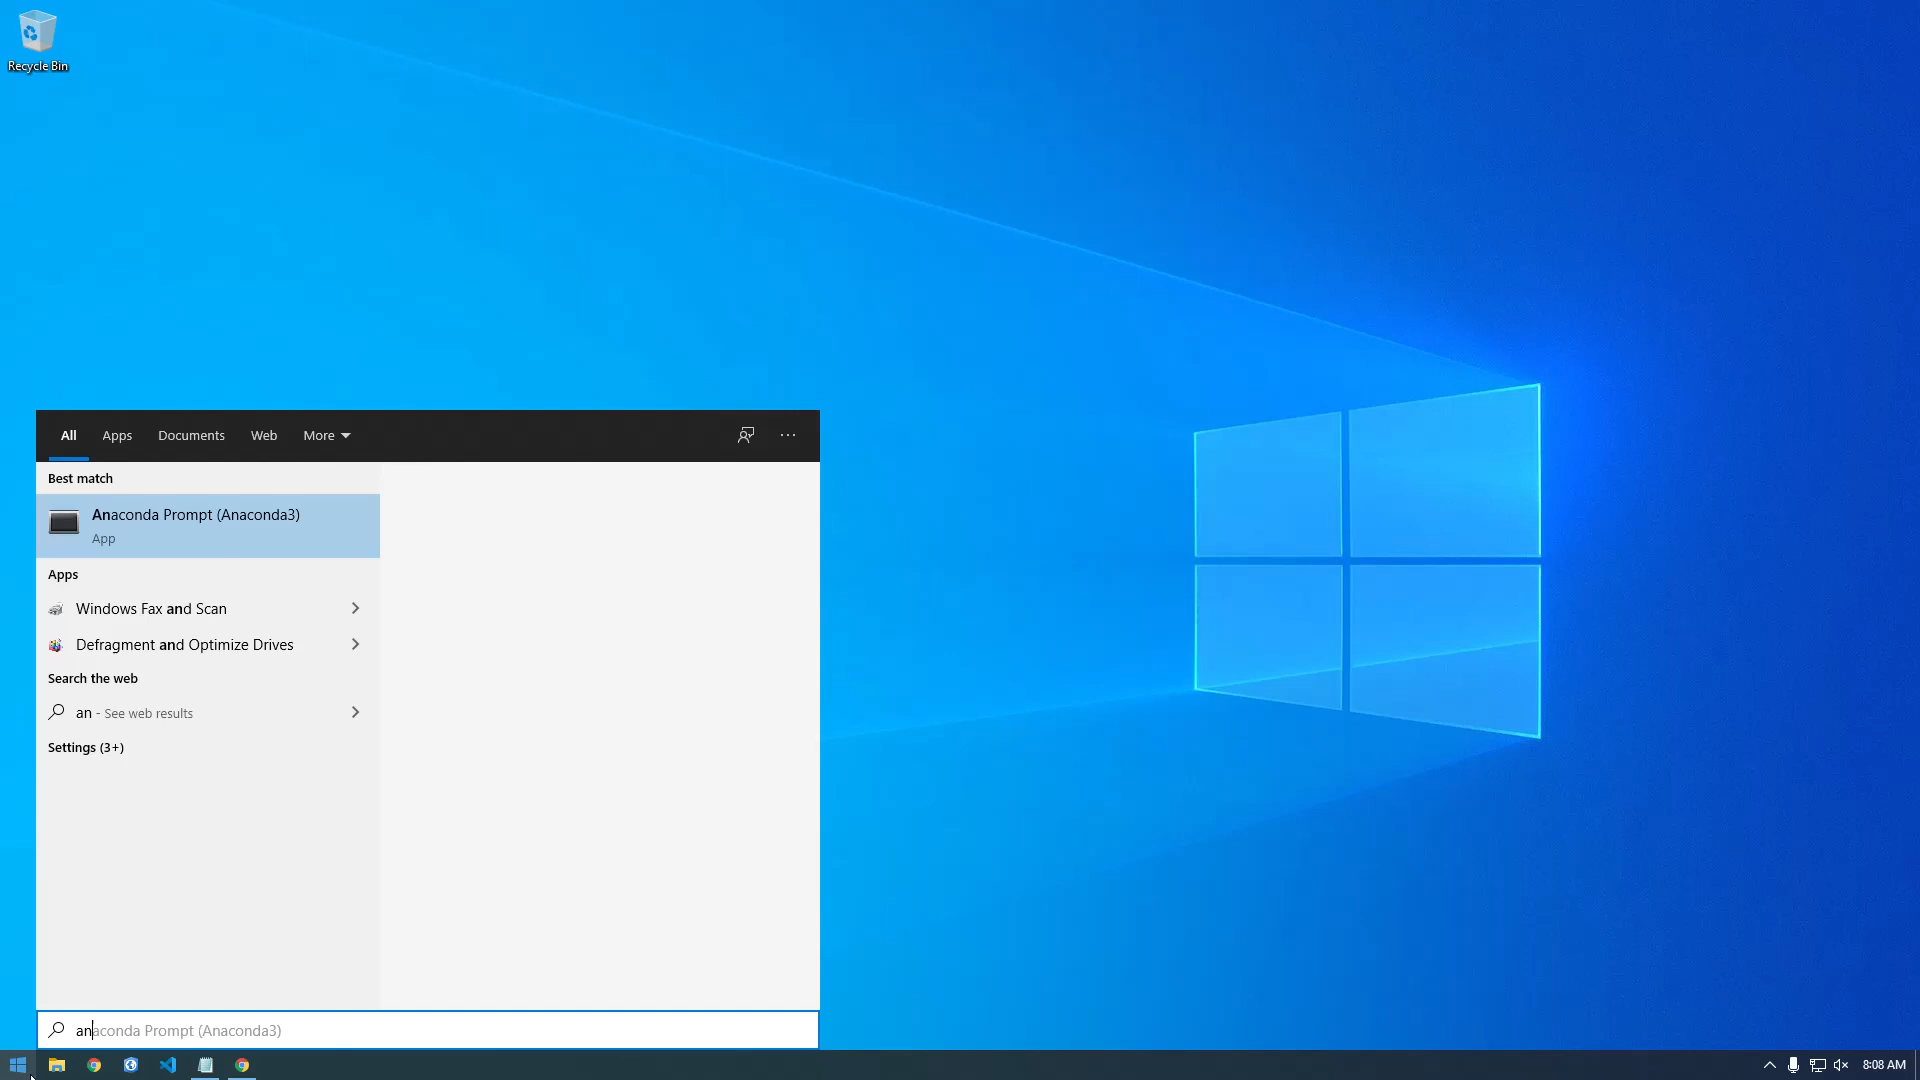 Recycle Bin
All Apps Documents Web More
Best match
Anaconda Prompt (Anaconda3)
App
Apps
Windows Fax and Scan
Defragment and Optimize Drives
Search the web
an - See web results
Settings (3+)
anaconda Prompt (Anaconda3)
8:08 AM